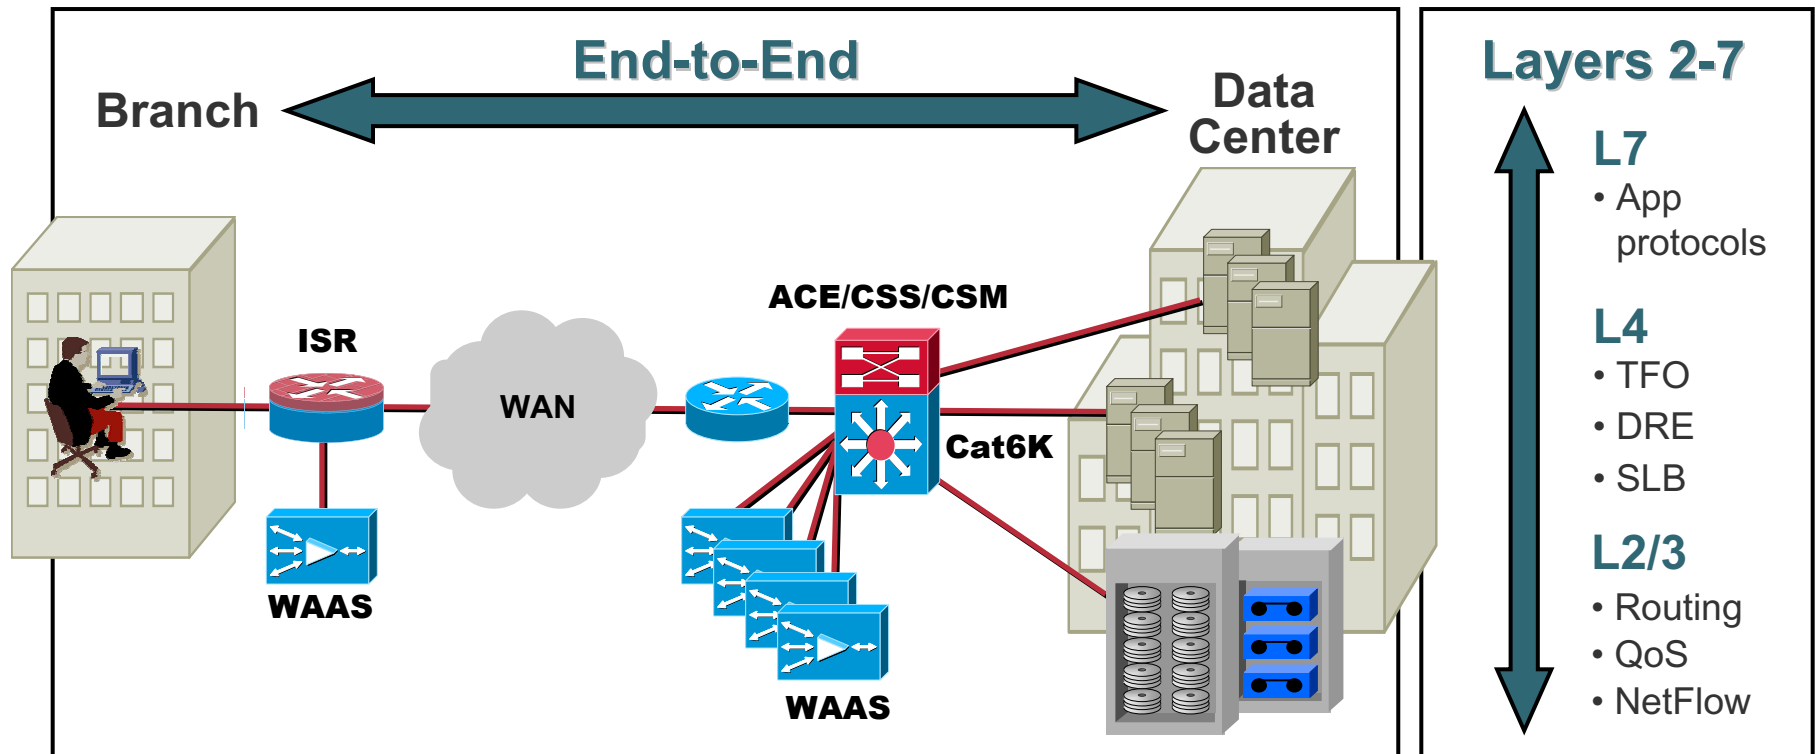 End-to-End
Branch
Data
Center
ISR
WAN
WAAS
ACE/CSS/CSM
Cat6K
WAAS
Layers 2-7
L7
• App
protocols
L4
• TFO
• DRE
• SLB
L2/3
• Routing
• QoS
• NetFlow